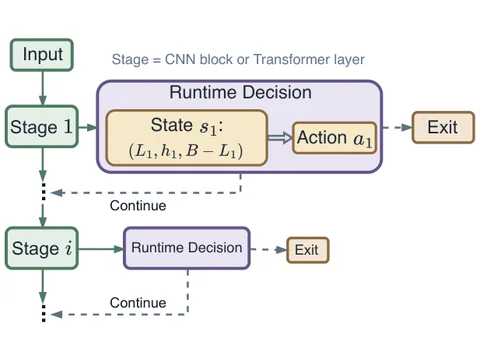 Input
Stage = CNN block or Transformer layer
Runtime Decision
Stage 1
State s₁:
(L₁, h₁, B − L₁)
Action a₁
Exit
Continue
Stage i
Runtime Decision
Exit
Continue